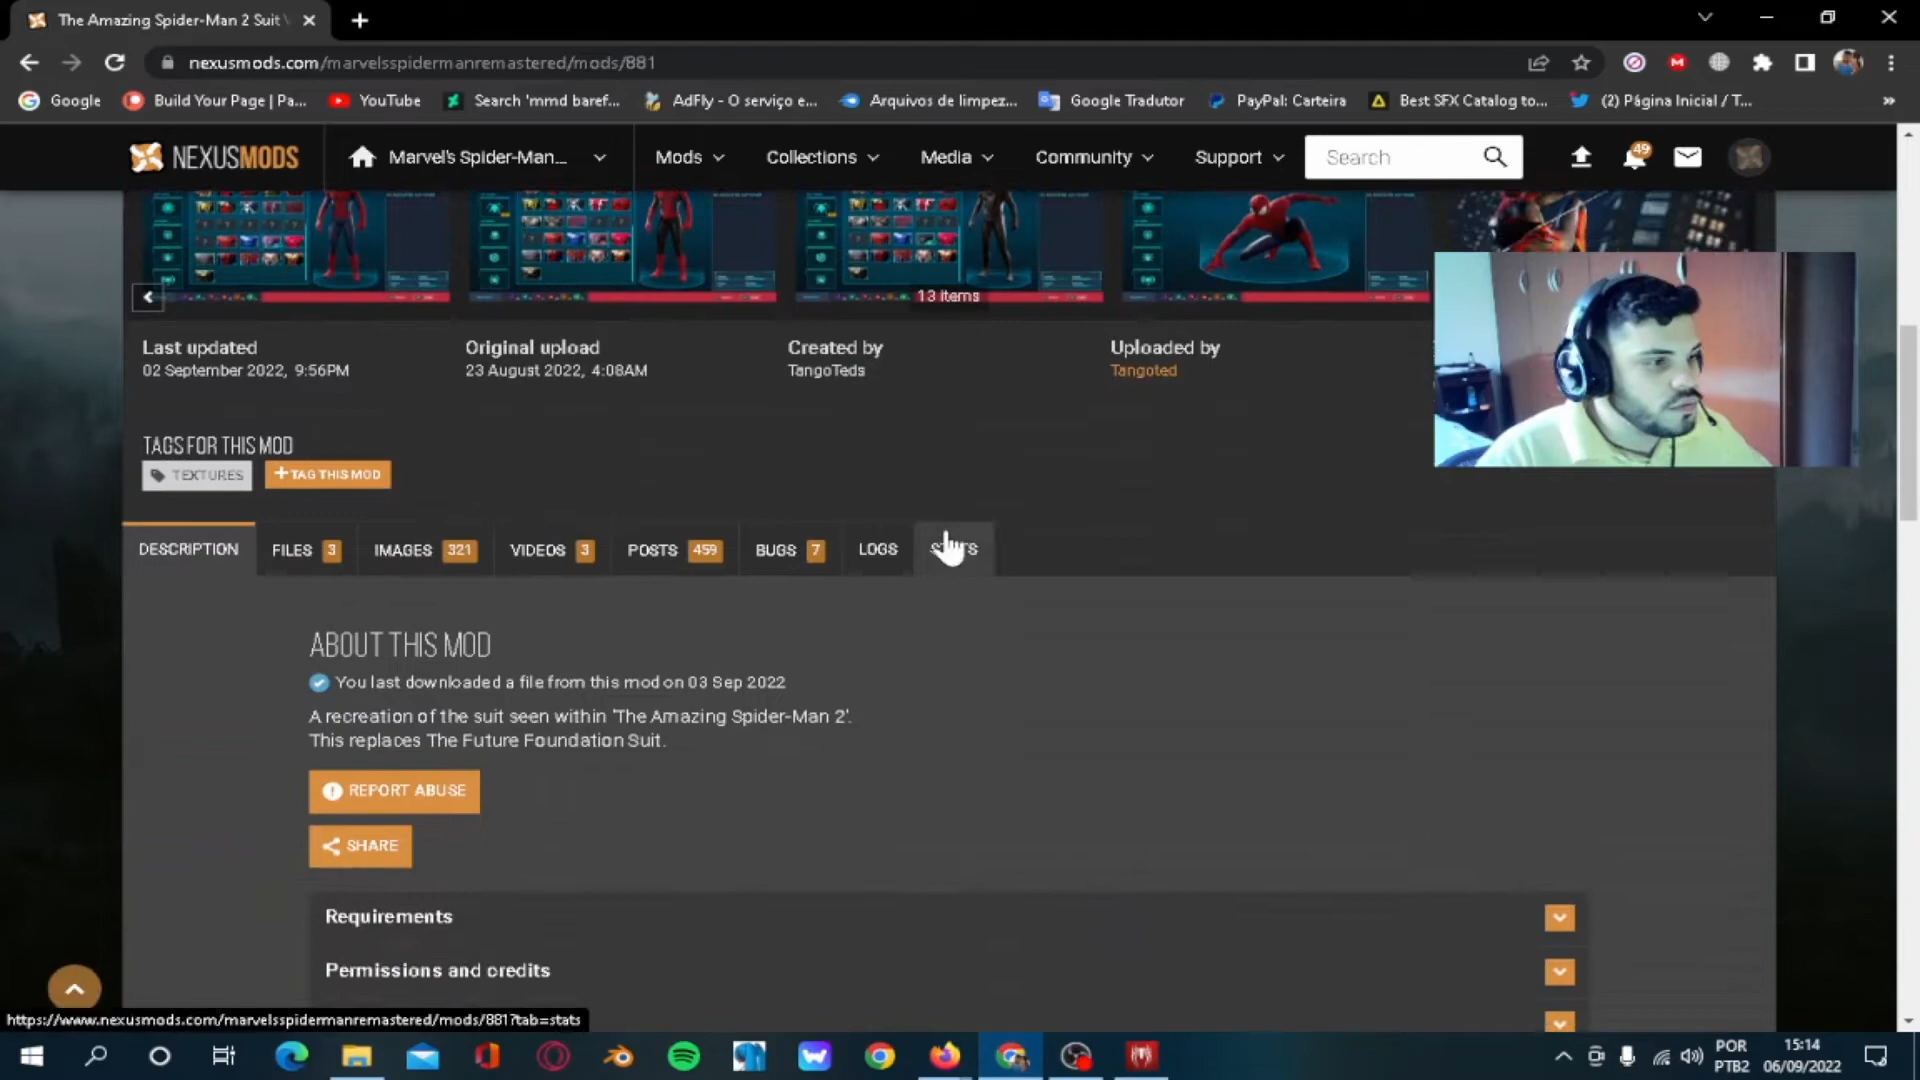 The Amazing Spider-Man 2 Suit
nexusmods.com/marvelsspidermanremastered/mods/881
Google
Build Your Page | Pa...
YouTube
Search 'mmd baref...
AdFly - O serviço e...
Arquivos de limpez...
Google Tradutor
PayPal: Carteira
Best SFX Catalog to...
(2) Página Inicial / T...
»
NEXUSMODS
Marvel's Spider-Man...
Mods
Collections
Media
Community
Support
Search
49
13 items
Last updated
02 September 2022, 9:56PM
Original upload
23 August 2022, 4:08AM
Created by
TangoTeds
Uploaded by
Tangoted
TAGS FOR THIS MOD
TEXTURES
+ TAG THIS MOD
DESCRIPTION
FILES 3
IMAGES 321
VIDEOS 3
POSTS 459
BUGS 7
LOGS
ABOUT THIS MOD
You last downloaded a file from this mod on 03 Sep 2022
A recreation of the suit seen within 'The Amazing Spider-Man 2'.
This replaces The Future Foundation Suit.
REPORT ABUSE
SHARE
Requirements
Permissions and credits
https://www.nexusmods.com/marvelsspidermanremastered/mods/881?tab=stats
POR
PTB2
15:14
06/09/2022